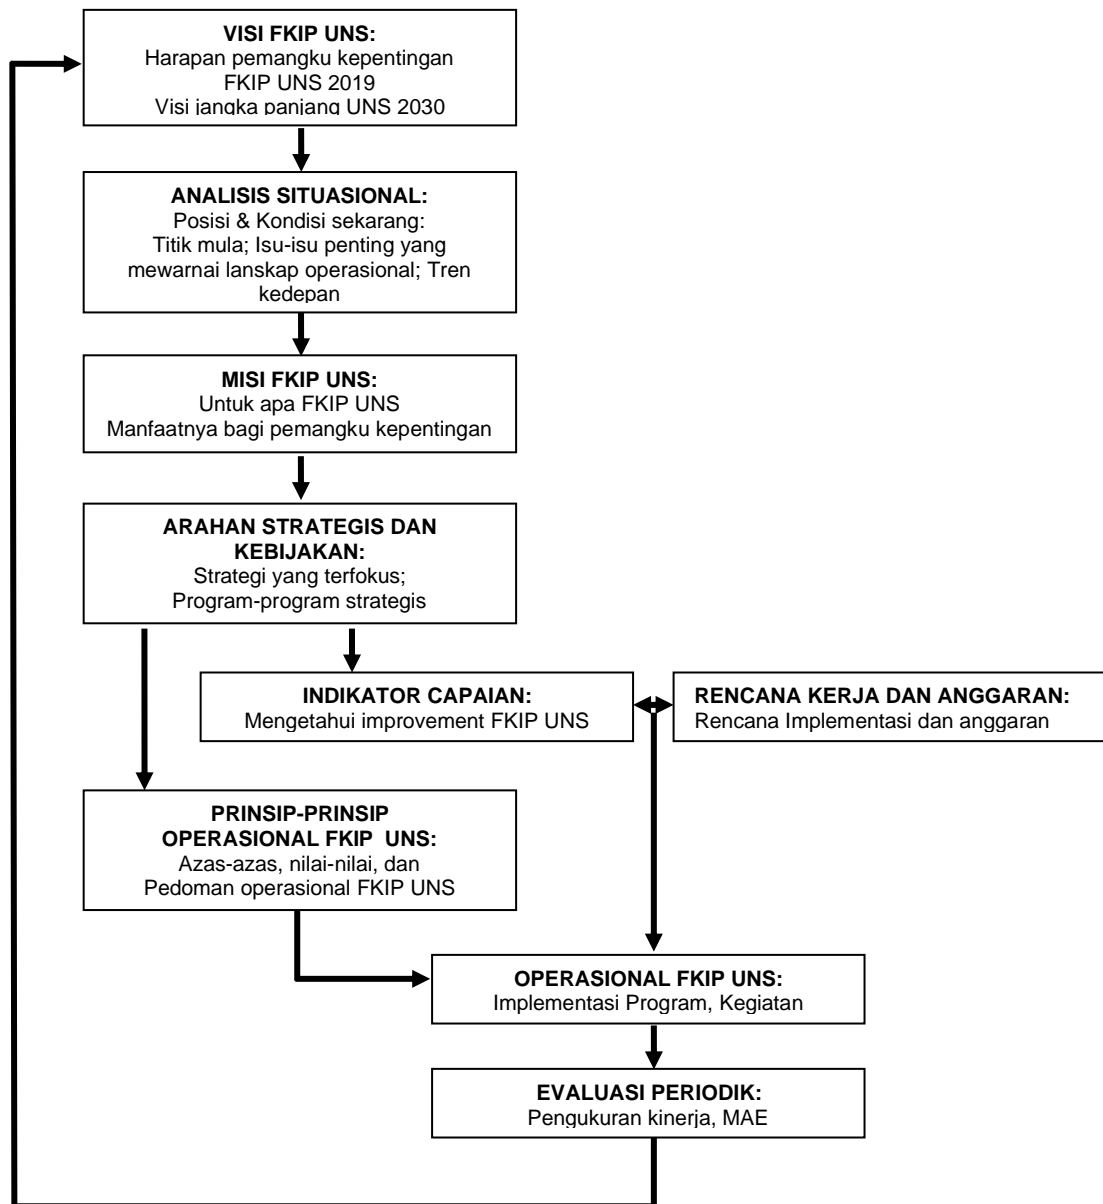 VISI FKIP UNS:
Harapan pemangku kepentingan
FKIP UNS 2019
Visi jangka panjang UNS 2030
ANALISIS SITUASIONAL:
Posisi & Kondisi sekarang:
Titik mula; Isu-isu penting yang
mewarnai lanskap operasional; Tren
kedepan
MISI FKIP UNS:
Untuk apa FKIP UNS
Manfaatnya bagi pemangku kepentingan
ARAHAN STRATEGIS DAN
KEBIJAKAN:
Strategi yang terfokus;
Program-program strategis
INDIKATOR CAPAIAN:
Mengetahui improvement FKIP UNS
RENCANA KERJA DAN ANGGARAN:
Rencana Implementasi dan anggaran
PRINSIP-PRINSIP
OPERASIONAL FKIP UNS:
Azas-azas, nilai-nilai, dan
Pedoman operasional FKIP UNS
OPERASIONAL FKIP UNS:
Implementasi Program, Kegiatan
EVALUASI PERIODIK:
Pengukuran kinerja, MAE